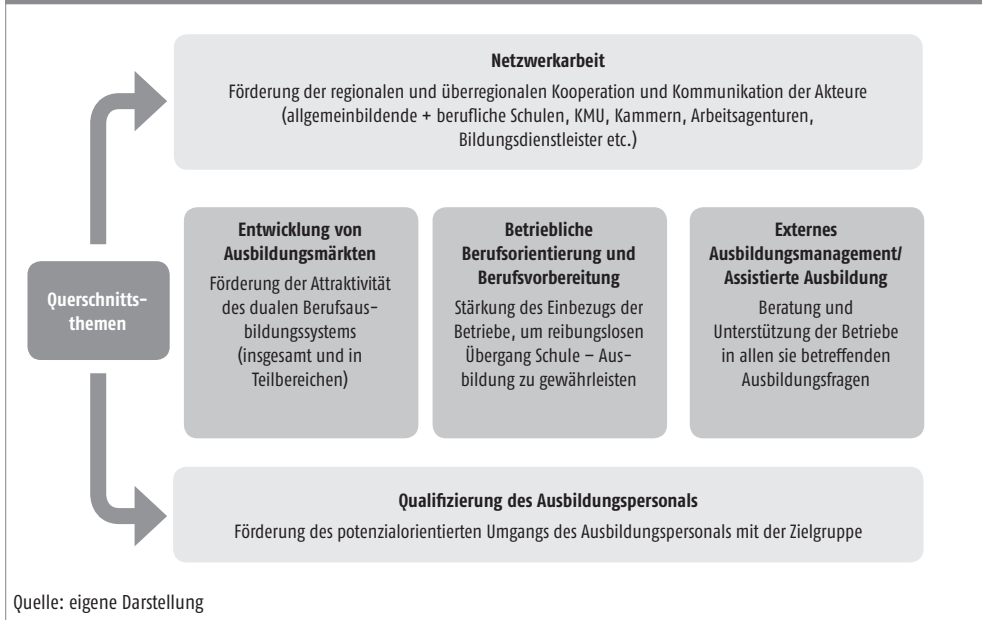 Netzwerkarbeit
Förderung der regionalen und überregionalen Kooperation und Kommunikation der Akteure
(allgemeinbildende + berufliche Schulen, KMU, Kammern, Arbeitsagenturen,
Bildungsdienstleister etc.)
Querschnitts-
themen
Entwicklung von
Ausbildungsmärkten
Förderung der Attraktivität
des dualen Berufsaus-
bildungssystems
(insgesamt und in
Teilbereichen)
Betriebliche
Berufsorientierung und
Berufsvorbereitung
Stärkung des Einbezugs der
Betriebe, um reibungslosen
Übergang Schule – Aus-
bildung zu gewährleisten
Externes
Ausbildungsmanagement/
Assistierte Ausbildung
Beratung und
Unterstützung der Betriebe
in allen sie betreffenden
Ausbildungsfragen
Qualifizierung des Ausbildungspersonals
Förderung des potenzialorientierten Umgangs des Ausbildungspersonals mit der Zielgruppe
Quelle: eigene Darstellung